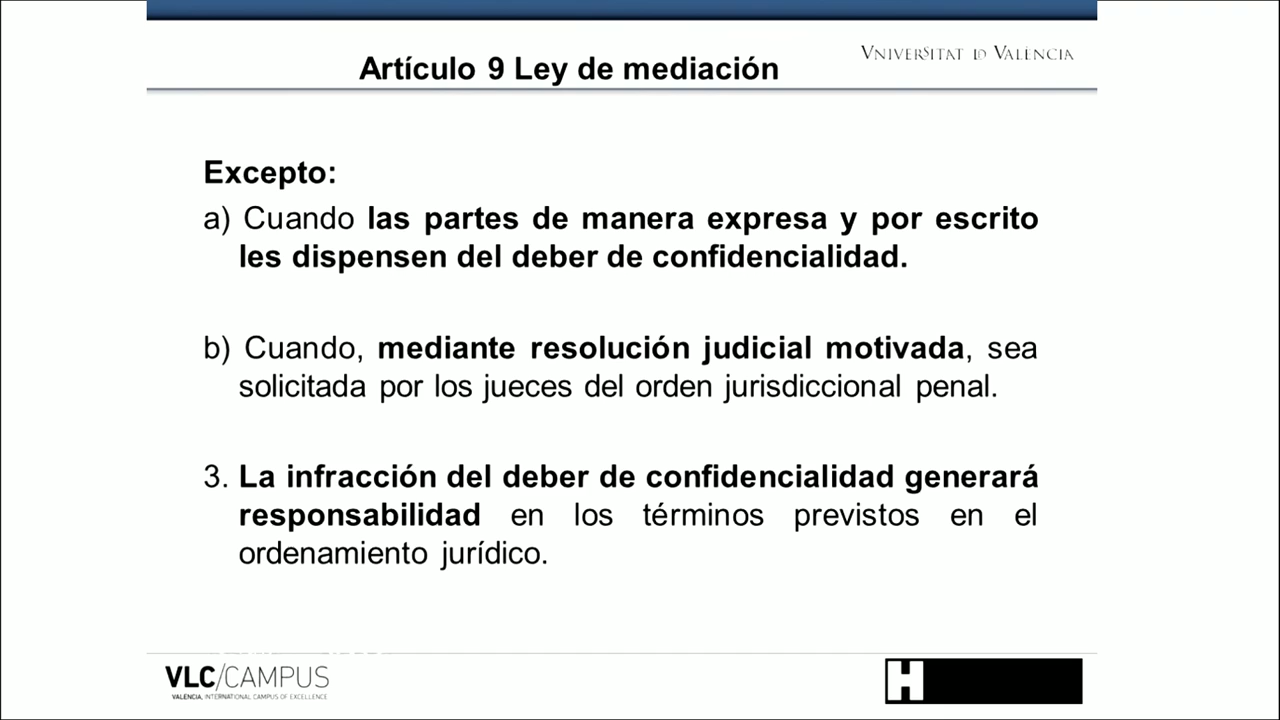 Artículo 9 Ley de mediación
VNIVERSITAT ID VALÈNCIA
Excepto:
a) Cuando las partes de manera expresa y por escrito
les dispensen del deber de confidencialidad.
b) Cuando, mediante resolución judicial motivada, sea
solicitada por los jueces del orden jurisdiccional penal.
3. La infracción del deber de confidencialidad generará
responsabilidad en los términos previstos en el
ordenamiento jurídico.
VLC/CAMPUS
VALENCIA, INTERNATIONAL CAMPUS OF EXCELLENCE
H